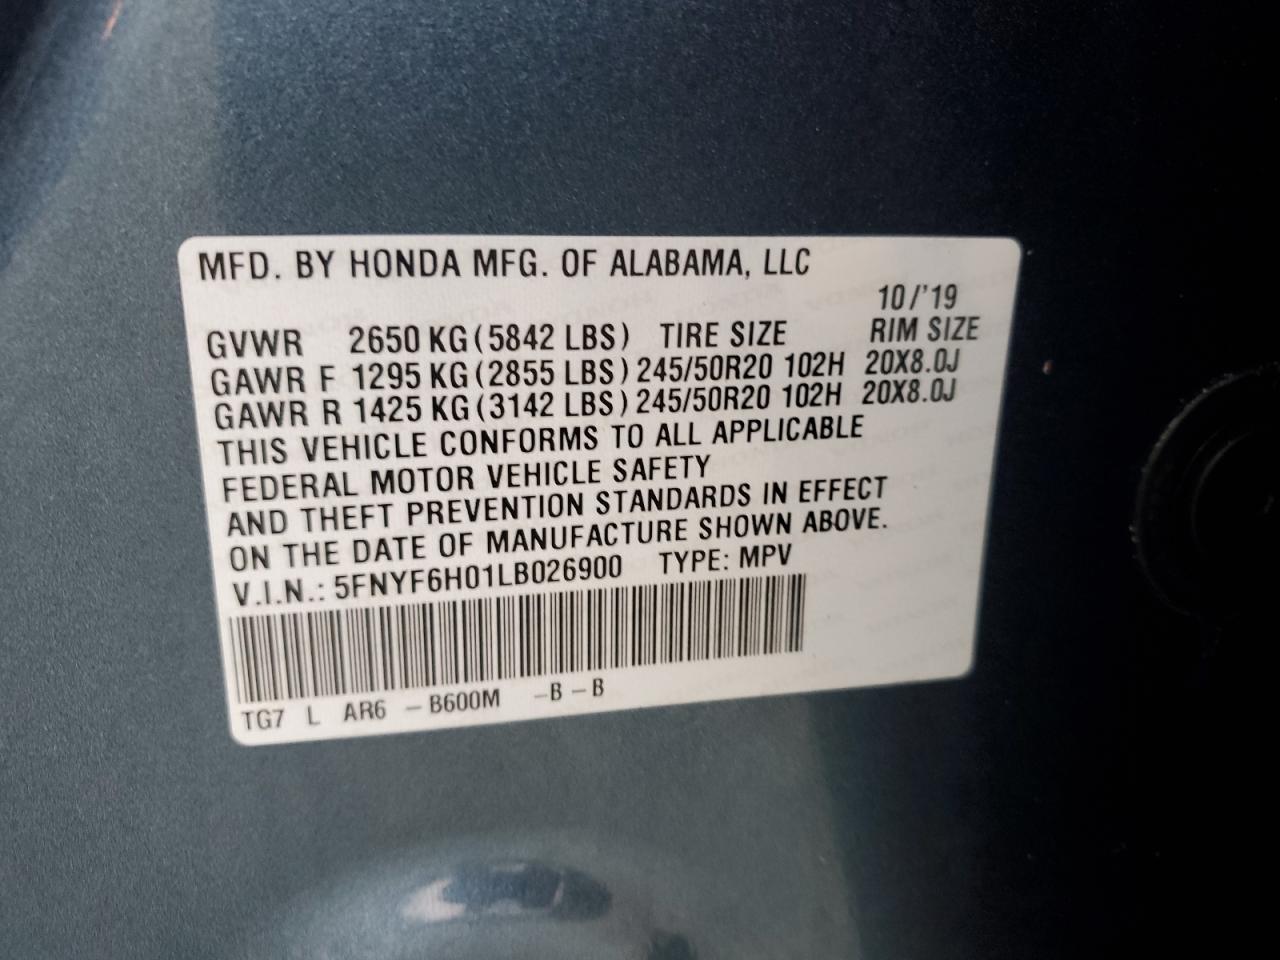 MFD. BY HONDA MFG. OF ALABAMA, LLC
10/'19
GVWR 2650 KG (5842 LBS) TIRE SIZE RIM SIZE
GAWR F 1295 KG (2855 LBS) 245/50R20 102H 20X8.0J
GAWR R 1425 KG (3142 LBS) 245/50R20 102H 20X8.0J
THIS VEHICLE CONFORMS TO ALL APPLICABLE
FEDERAL MOTOR VEHICLE SAFETY
AND THEFT PREVENTION STANDARDS IN EFFECT
ON THE DATE OF MANUFACTURE SHOWN ABOVE.
V.I.N.: 5FNYF6H01LB026900 TYPE: MPV
TG7 L AR6 - B600M - B - B